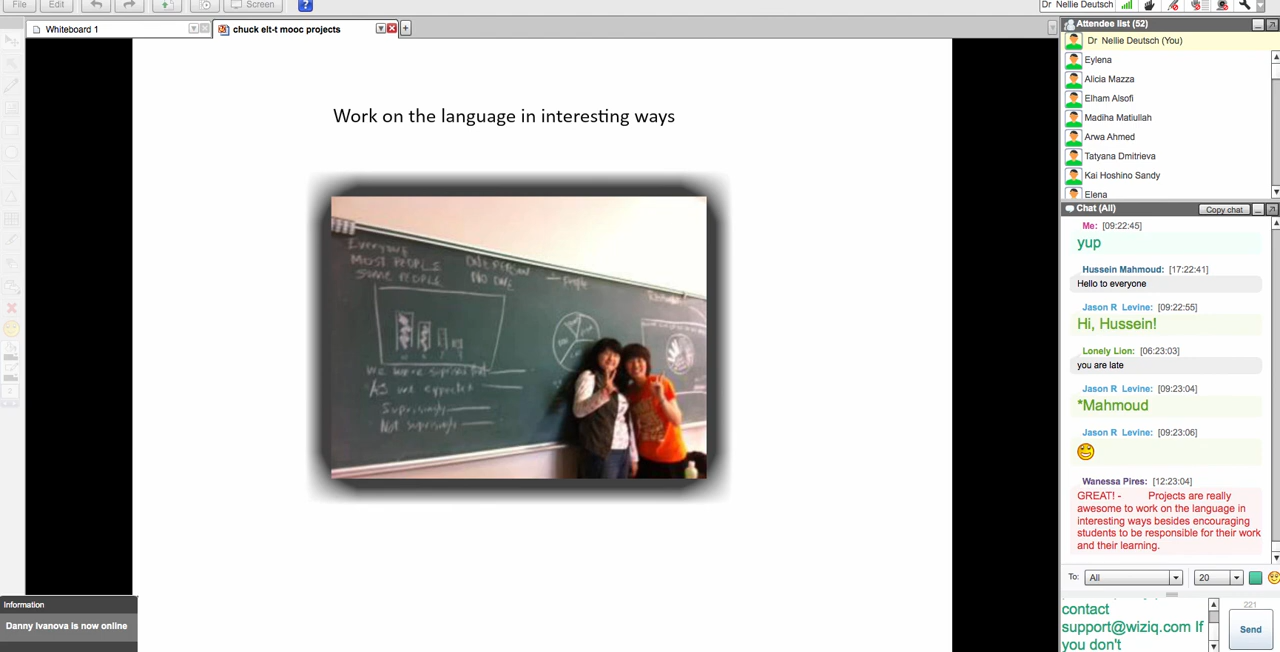 File
Edit
Screen
?
Dr Nellie Deutsch
Whiteboard 1
chuck elt-t mooc projects
+
Work on the language in interesting ways
Everyone
MOST PEOPLE
SOME PEOPLE
ONE PERSON
NO ONE
People
We were suprised that
AS we expected
Suprisingly
Not suprisingly
Attendee list (52)
Dr Nellie Deutsch (You)
Eylena
Alicia Mazza
Elham Alsofi
Madiha Matiullah
Arwa Ahmed
Tatyana Dmitrieva
Kai Hoshino Sandy
Elena
Chat (All)
Copy chat
Me: [09:22:45]
yup
Hussein Mahmoud: [17:22:41]
Hello to everyone
Jason R Levine: [09:22:55]
Hi, Hussein!
Lonely Lion: [06:23:03]
you are late
Jason R Levine: [09:23:04]
*Mahmoud
Jason R Levine: [09:23:06]
Wanessa Pires: [12:23:04]
GREAT! - Projects are really
awesome to work on the language in
interesting ways besides encouraging
students to be responsible for their work
and their learning.
To: All
20
contact
support@wiziq.com If
you don't
221
Send
Information
Danny Ivanova is now online